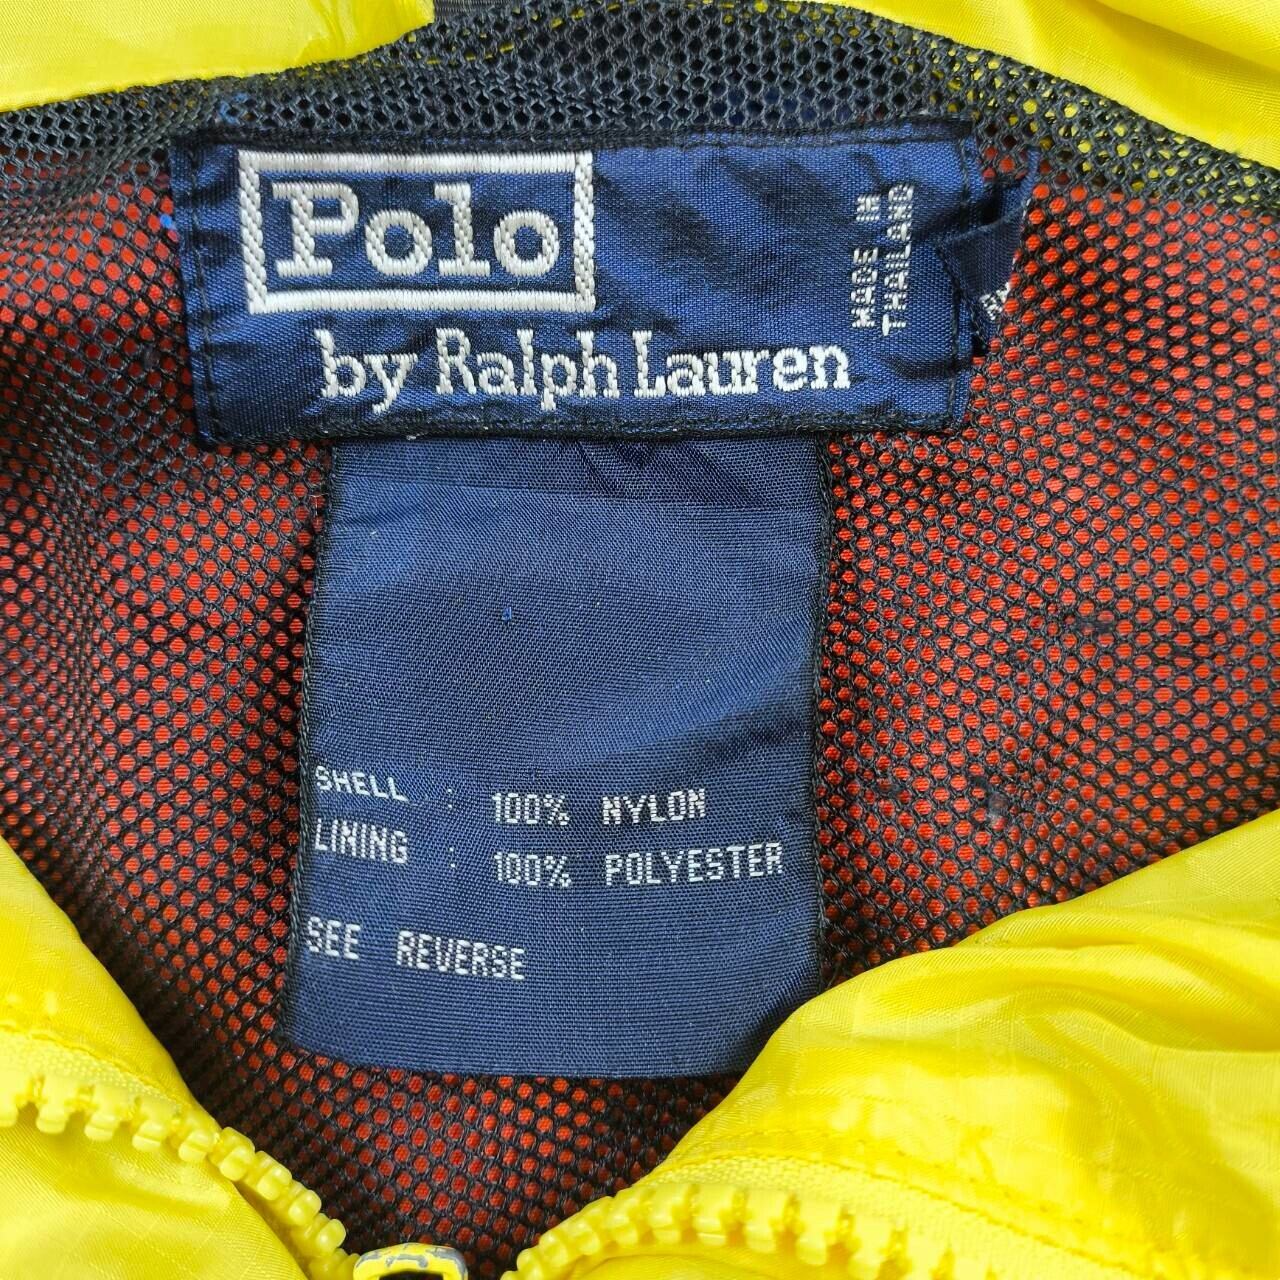 Polo
by Ralph Lauren
MADE IN
THAILAND
SHELL : 100% NYLON
LINING : 100% POLYESTER
SEE REVERSE